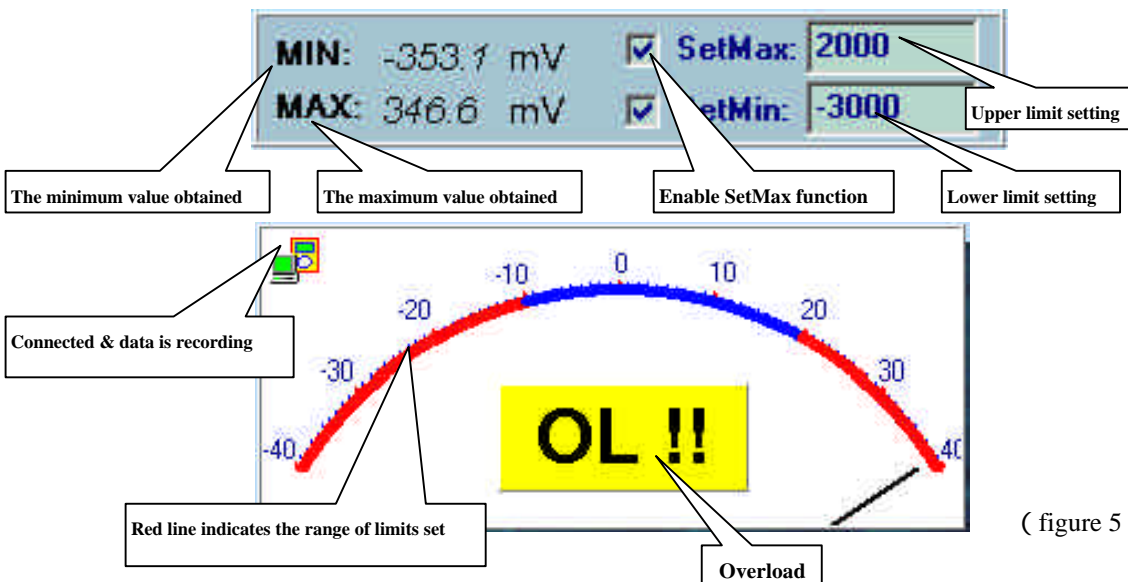 MIN: -353.1 mV SetMax: 2000
MAX: 346.6 mV etMin: -3000
Upper limit setting
The minimum value obtained
The maximum value obtained
Enable SetMax function
Lower limit setting
-40 -30 -20 -10 0 10 20 30 40
Connected & data is recording
OL !!
Red line indicates the range of limits set
Overload
( figure 5